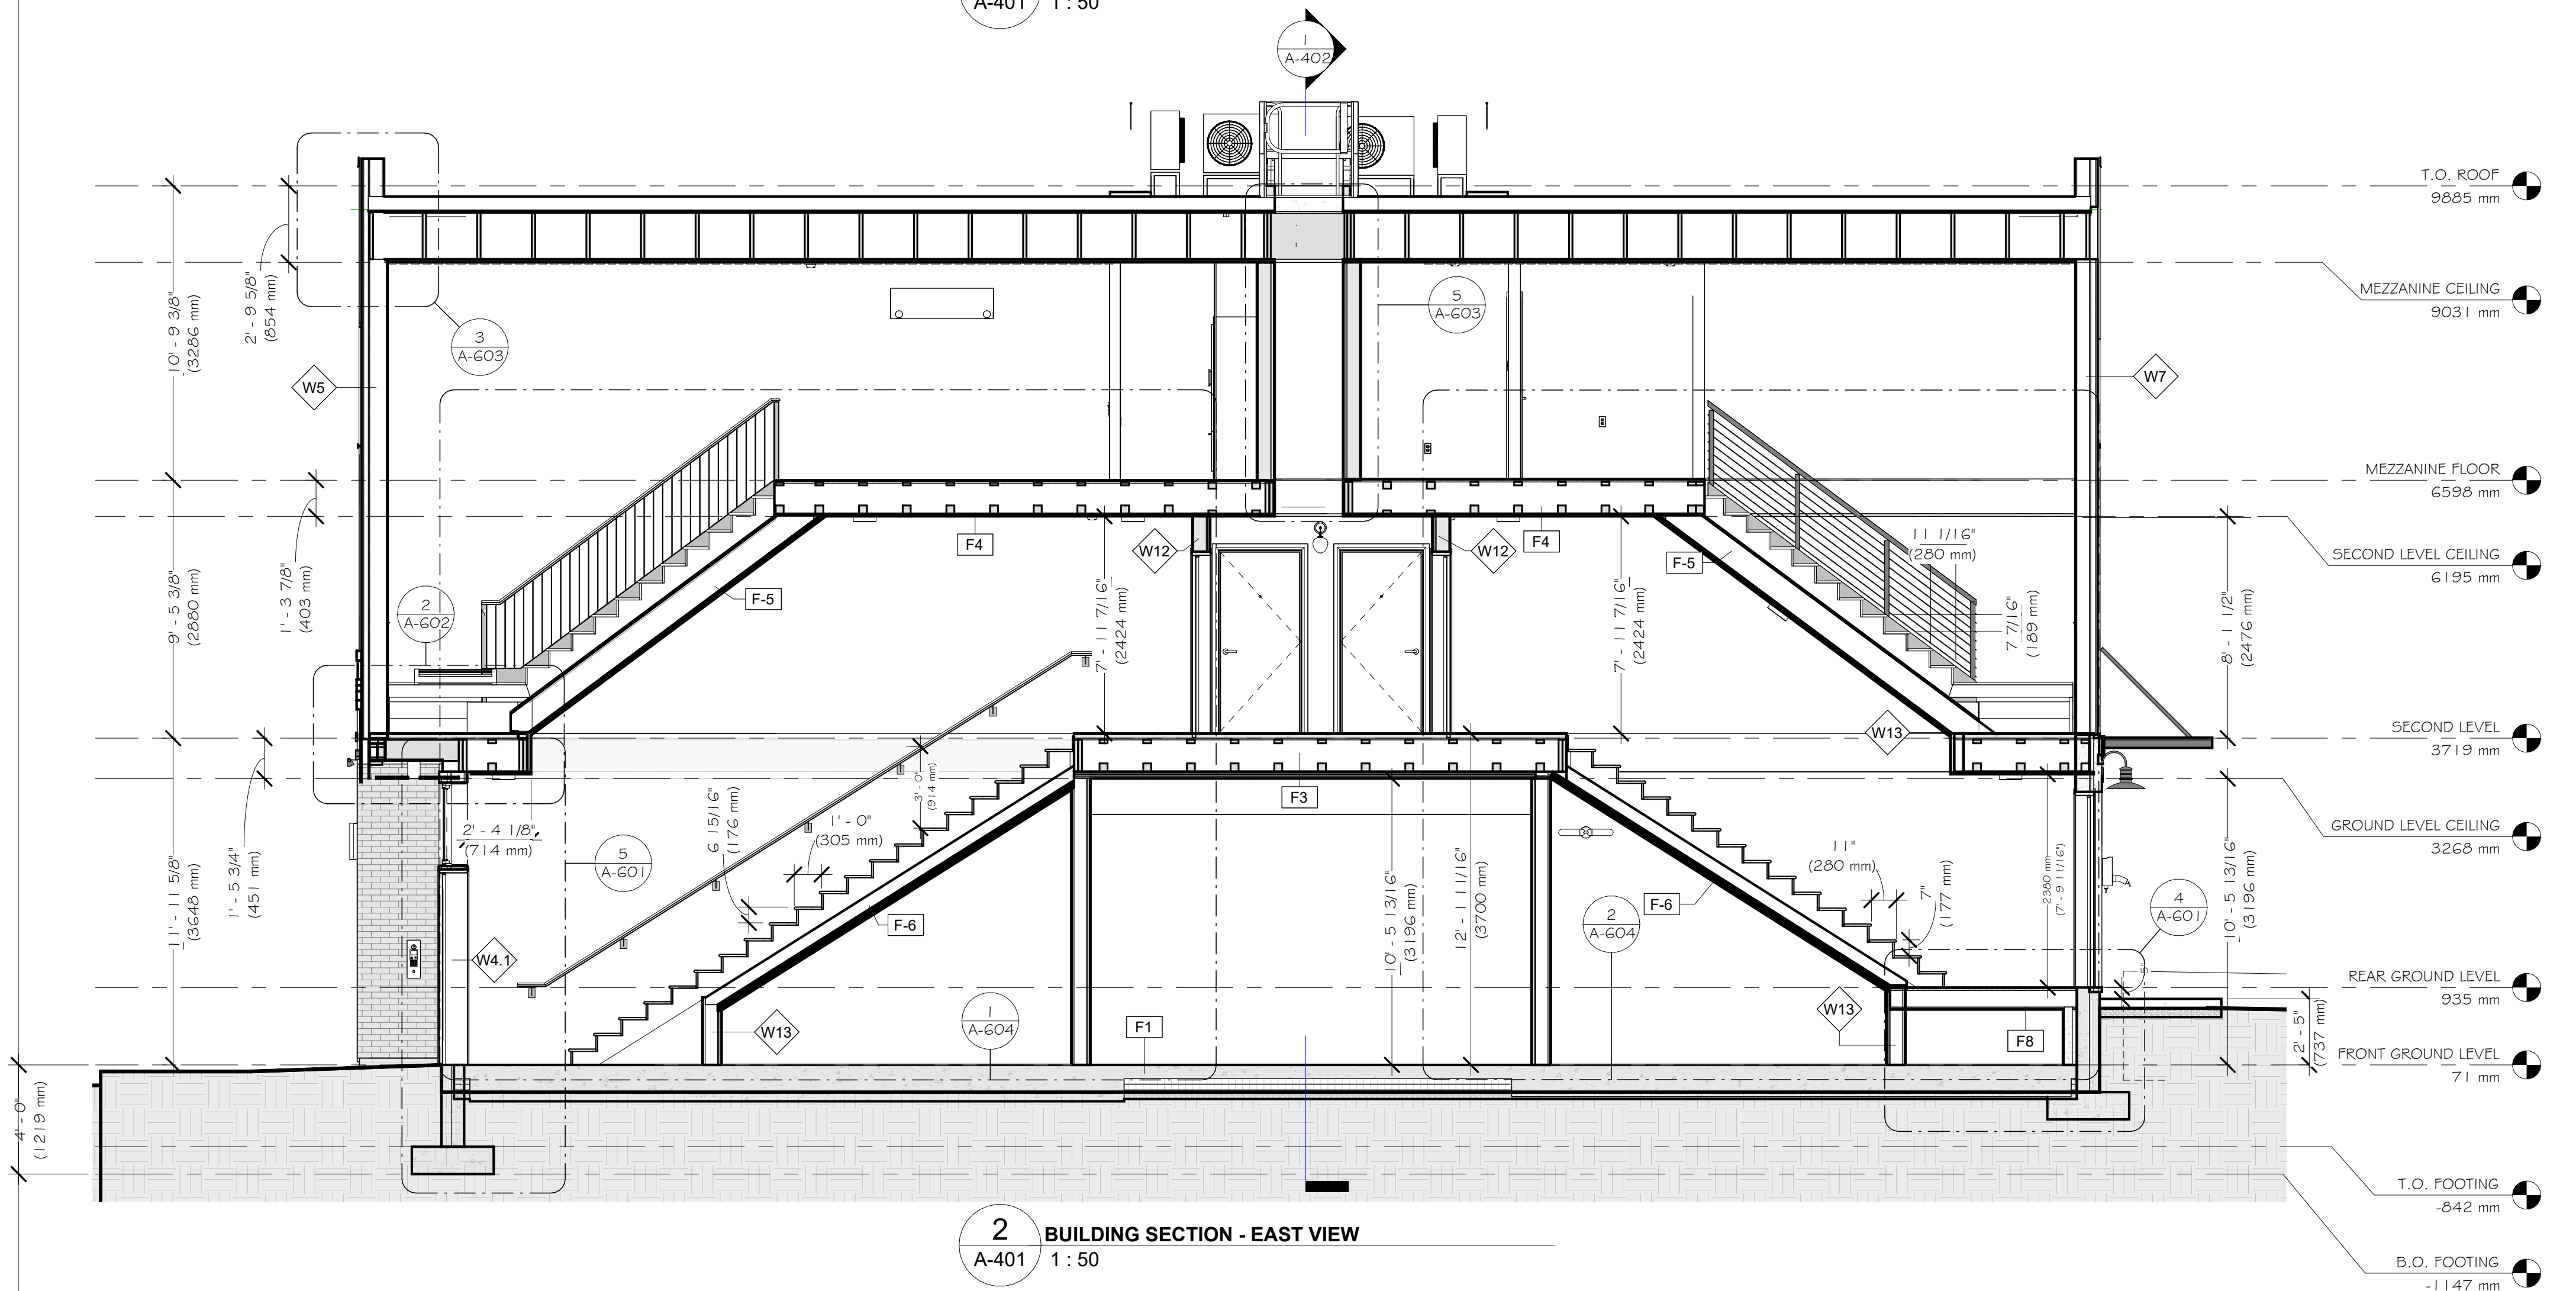 A-401 1 : 50
1
A-402
T.O. ROOF
9885 mm
MEZZANINE CEILING
9031 mm
MEZZANINE FLOOR
6598 mm
SECOND LEVEL CEILING
6195 mm
SECOND LEVEL
3719 mm
GROUND LEVEL CEILING
3268 mm
REAR GROUND LEVEL
935 mm
FRONT GROUND LEVEL
71 mm
T.O. FOOTING
-842 mm
B.O. FOOTING
-1147 mm
10' - 9 3/8"
(3286 mm)
2' - 9 5/8"
(854 mm)
9' - 5 3/8"
(2880 mm)
1' - 3 7/8"
(403 mm)
11' - 11 5/8"
(3648 mm)
1' - 5 3/4"
(451 mm)
4' - 0"
(1219 mm)
3
A-603
5
A-603
W5
W7
2
A-602
F4
F4
W12
W12
F-5
F-5
11 1/16"
(280 mm)
7 7/16"
(189 mm)
7' - 11 7/16"
(2424 mm)
7' - 11 7/16"
(2424 mm)
8' - 1 1/2"
(2476 mm)
W13
F3
2' - 4 1/8"
(714 mm)
5
A-601
6 15/16"
(176 mm)
1' - 0"
(305 mm)
3' - 0"
(914 mm)
F-6
F-6
W4.1
10' - 5 13/16"
(3196 mm)
12' - 1 11/16"
(3700 mm)
2
A-604
11"
(280 mm)
7"
(177 mm)
2380 mm
(7' - 9 11/16")
4
A-601
10' - 5 13/16"
(3196 mm)
5"
2' - 5"
(737 mm)
W13
1
A-604
F1
W13
F8
2 BUILDING SECTION - EAST VIEW
A-401 1 : 50